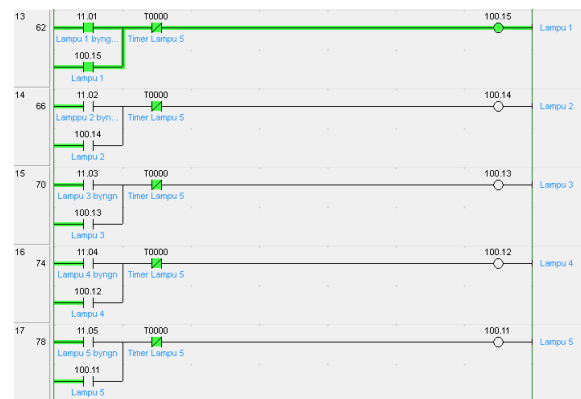 13 11.01 T0000 100.15
62 Lampu 1
Lampu 1 byng... Timer Lampu 5
100.15
Lampu 1
14 11.02 T0000 100.14
66 Lampu 2
Lamppu 2 byn... Timer Lampu 5
100.14
Lampu 2
15 11.03 T0000 100.13
70 Lampu 3
Lampu 3 byngn Timer Lampu 5
100.13
Lampu 3
16 11.04 T0000 100.12
74 Lampu 4
Lampu 4 byngn Timer Lampu 5
100.12
Lampu 4
17 11.05 T0000 100.11
78 Lampu 5
Lampu 5 byngn Timer Lampu 5
100.11
Lampu 5